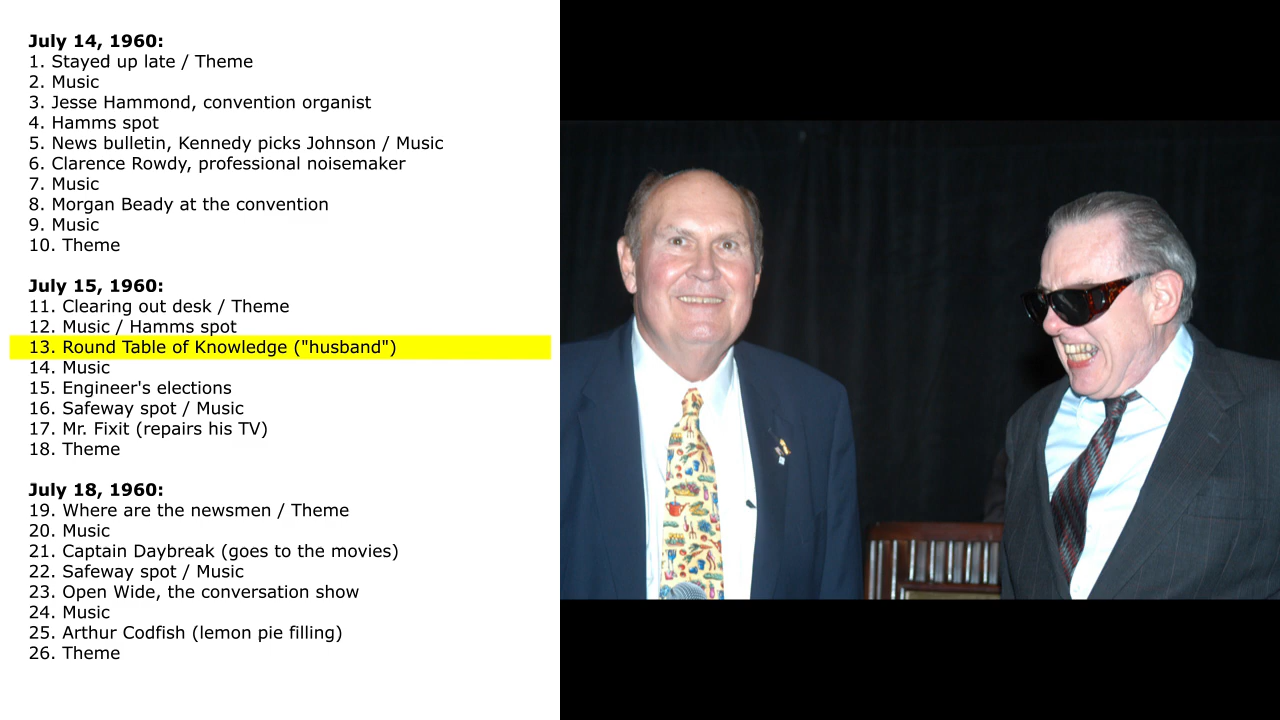 July 14, 1960:
1. Stayed up late / Theme
2. Music
3. Jesse Hammond, convention organist
4. Hamms spot
5. News bulletin, Kennedy picks Johnson / Music
6. Clarence Rowdy, professional noisemaker
7. Music
8. Morgan Beady at the convention
9. Music
10. Theme
July 15, 1960:
11. Clearing out desk / Theme
12. Music / Hamms spot
13. Round Table of Knowledge ("husband")
14. Music
15. Engineer's elections
16. Safeway spot / Music
17. Mr. Fixit (repairs his TV)
18. Theme
July 18, 1960:
19. Where are the newsmen / Theme
20. Music
21. Captain Daybreak (goes to the movies)
22. Safeway spot / Music
23. Open Wide, the conversation show
24. Music
25. Arthur Codfish (lemon pie filling)
26. Theme